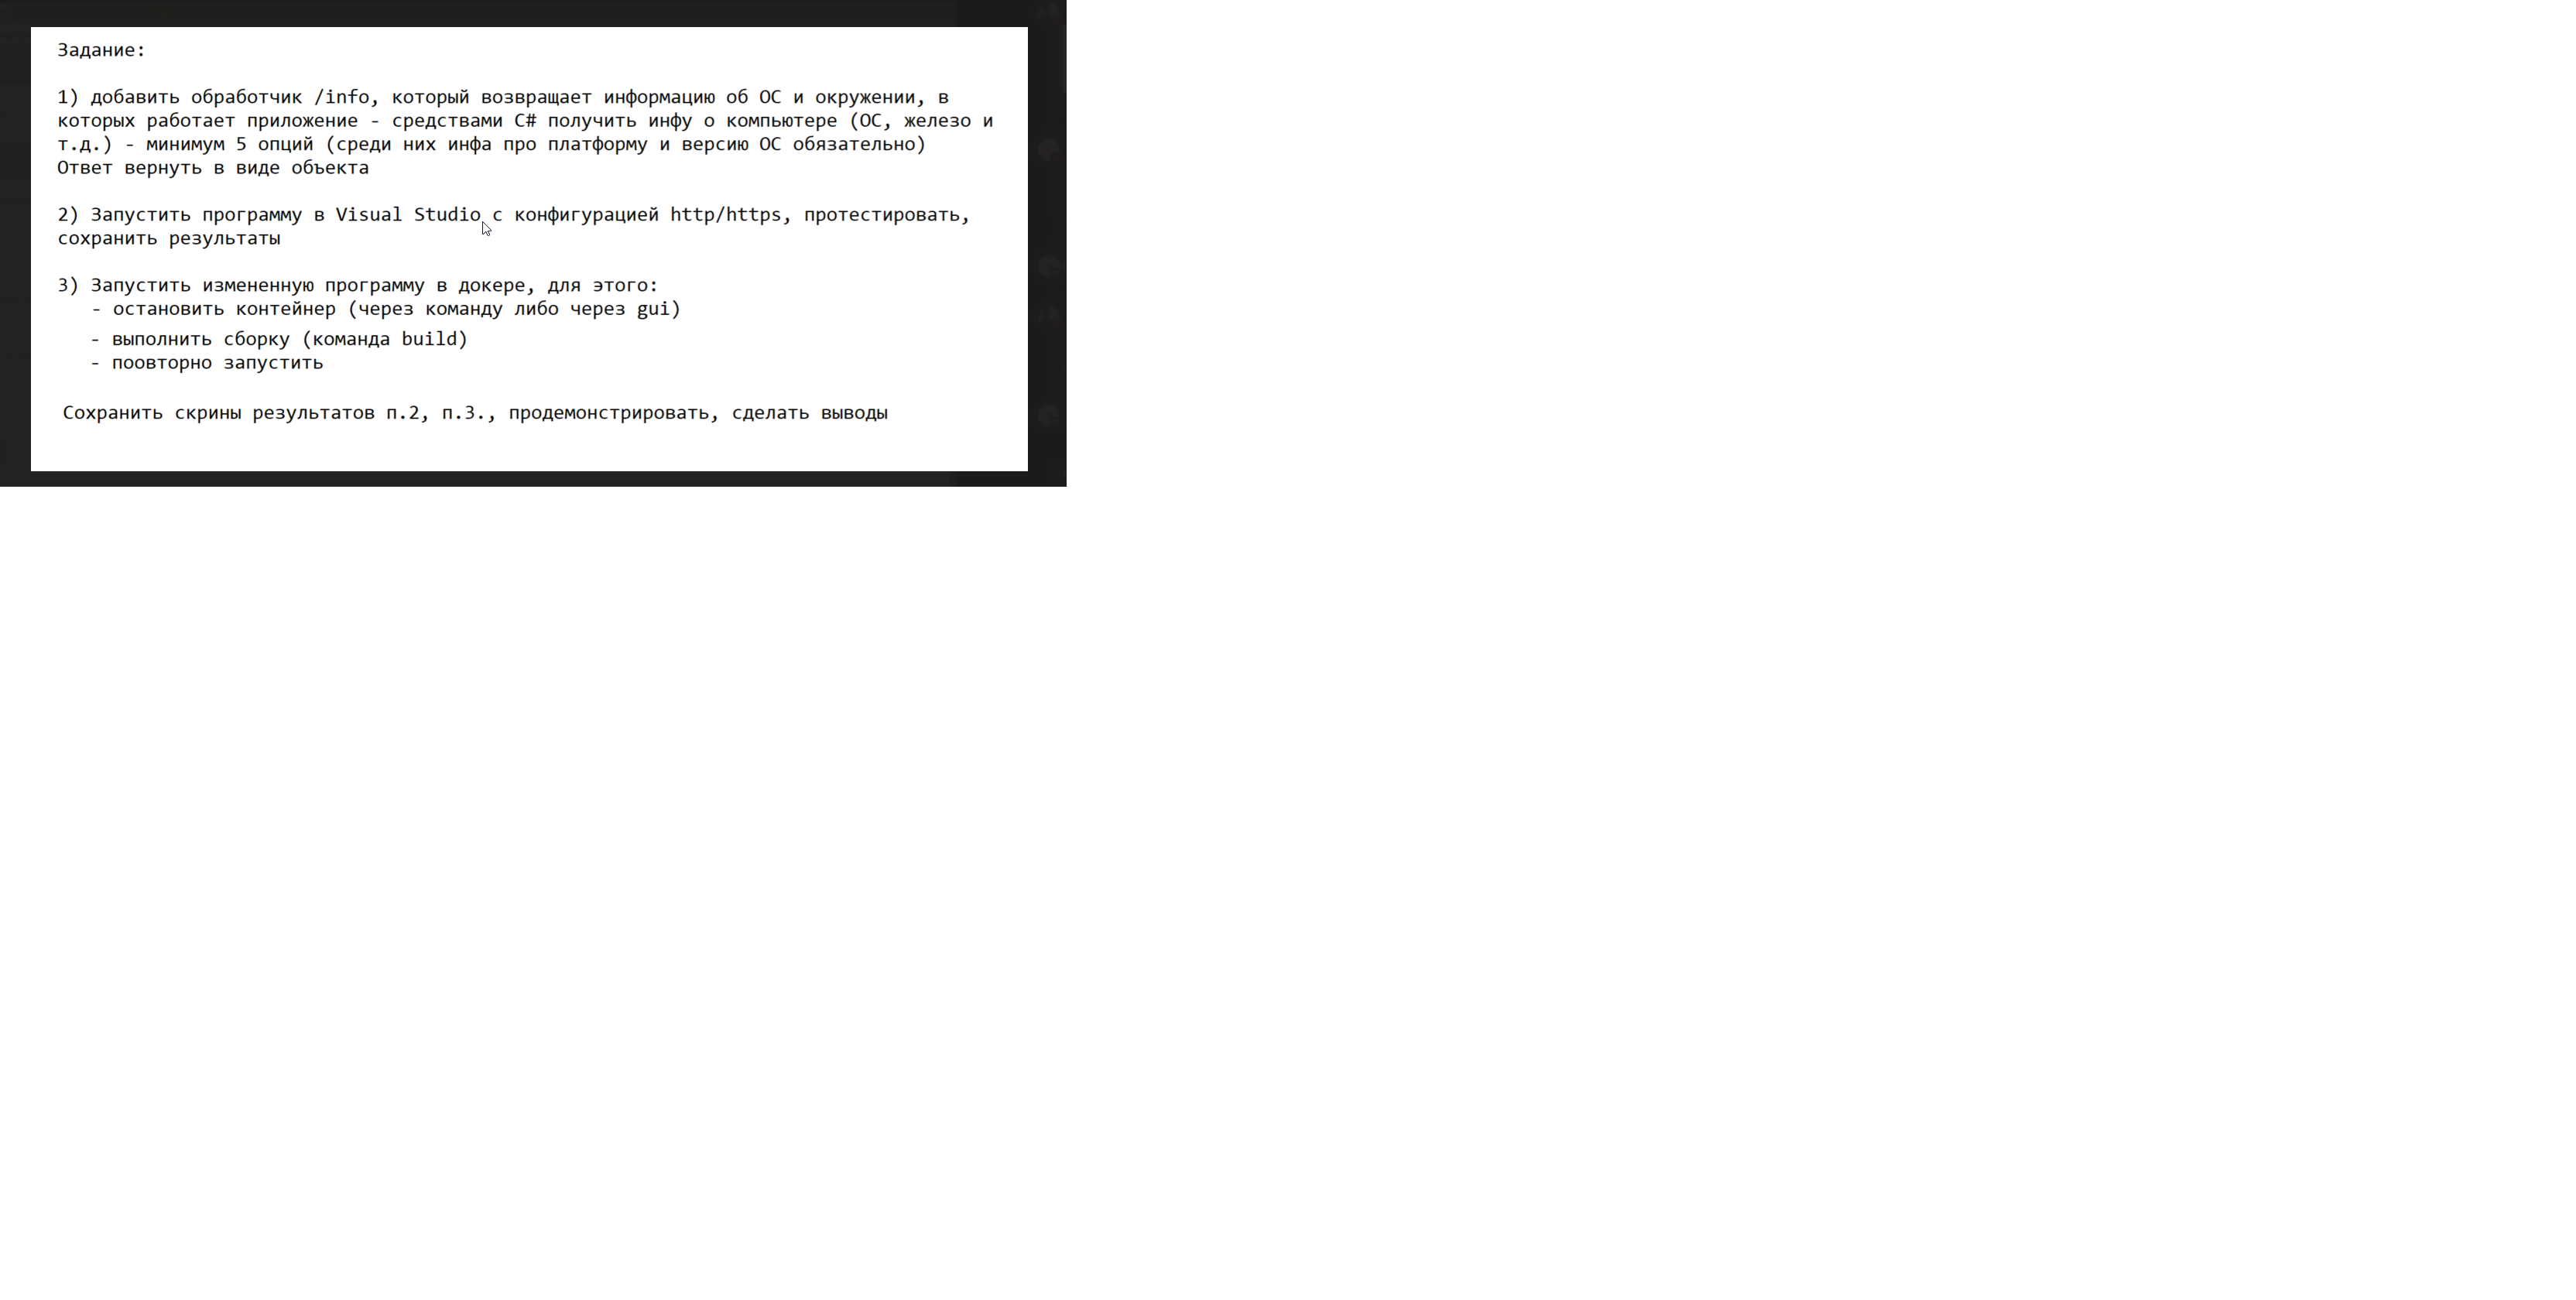 Задание:
1) добавить обработчик /info, который возвращает информацию об ОС и окружении, в
которых работает приложение - средствами C# получить инфу о компьютере (ОС, железо и
т.д.) - минимум 5 опций (среди них инфа про платформу и версию ОС обязательно)
Ответ вернуть в виде объекта
2) Запустить программу в Visual Studio с конфигурацией http/https, протестировать,
сохранить результаты
3) Запустить измененную программу в докере, для этого:
- остановить контейнер (через команду либо через gui)
- выполнить сборку (команда build)
- поовторно запустить
Сохранить скрины результатов п.2, п.3., продемонстрировать, сделать выводы